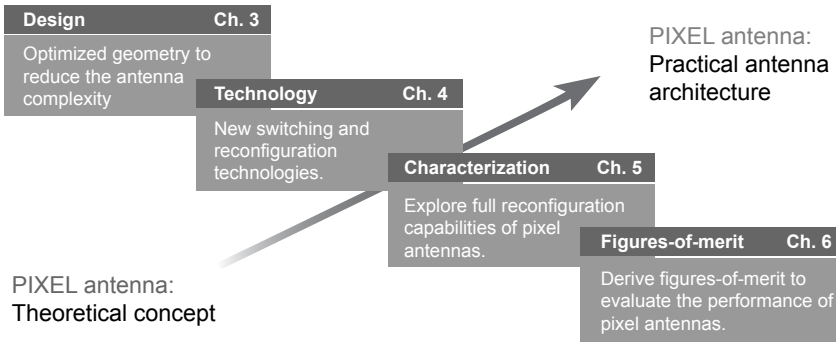 Design Ch. 3
Optimized geometry to
reduce the antenna
complexity
PIXEL antenna:
Practical antenna
architecture
Technology Ch. 4
New switching and
reconfiguration
technologies.
Characterization Ch. 5
Explore full reconfiguration
capabilities of pixel
antennas.
Figures-of-merit Ch. 6
Derive figures-of-merit to
evaluate the performance of
pixel antennas.
PIXEL antenna:
Theoretical concept